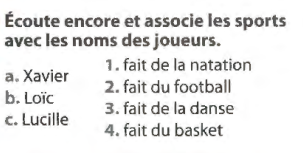 Écoute encore et associe les sports
avec les noms des joueurs.
a. Xavier
b. Loïc
c. Lucille
1. fait de la natation
2. fait du football
3. fait de la danse
4. fait du basket